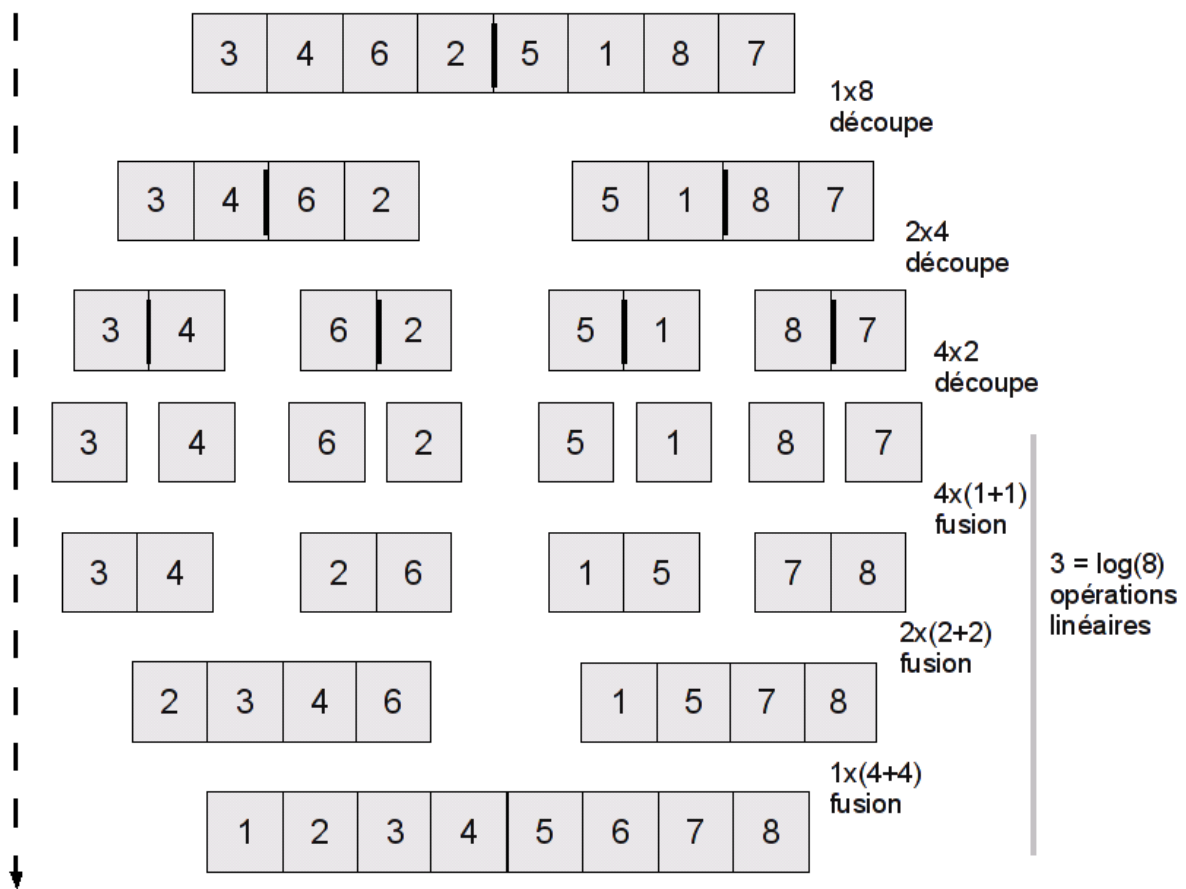 3 4 6 2 5 1 8 7
1x8
découpe
3 4 6 2 5 1 8 7
2x4
découpe
3 4 6 2 5 1 8 7
4x2
découpe
3 4 6 2 5 1 8 7
4x(1+1)
fusion
3 4 2 6 1 5 7 8
3 = log(8)
opérations
linéaires
2x(2+2)
fusion
2 3 4 6 1 5 7 8
1x(4+4)
fusion
1 2 3 4 5 6 7 8